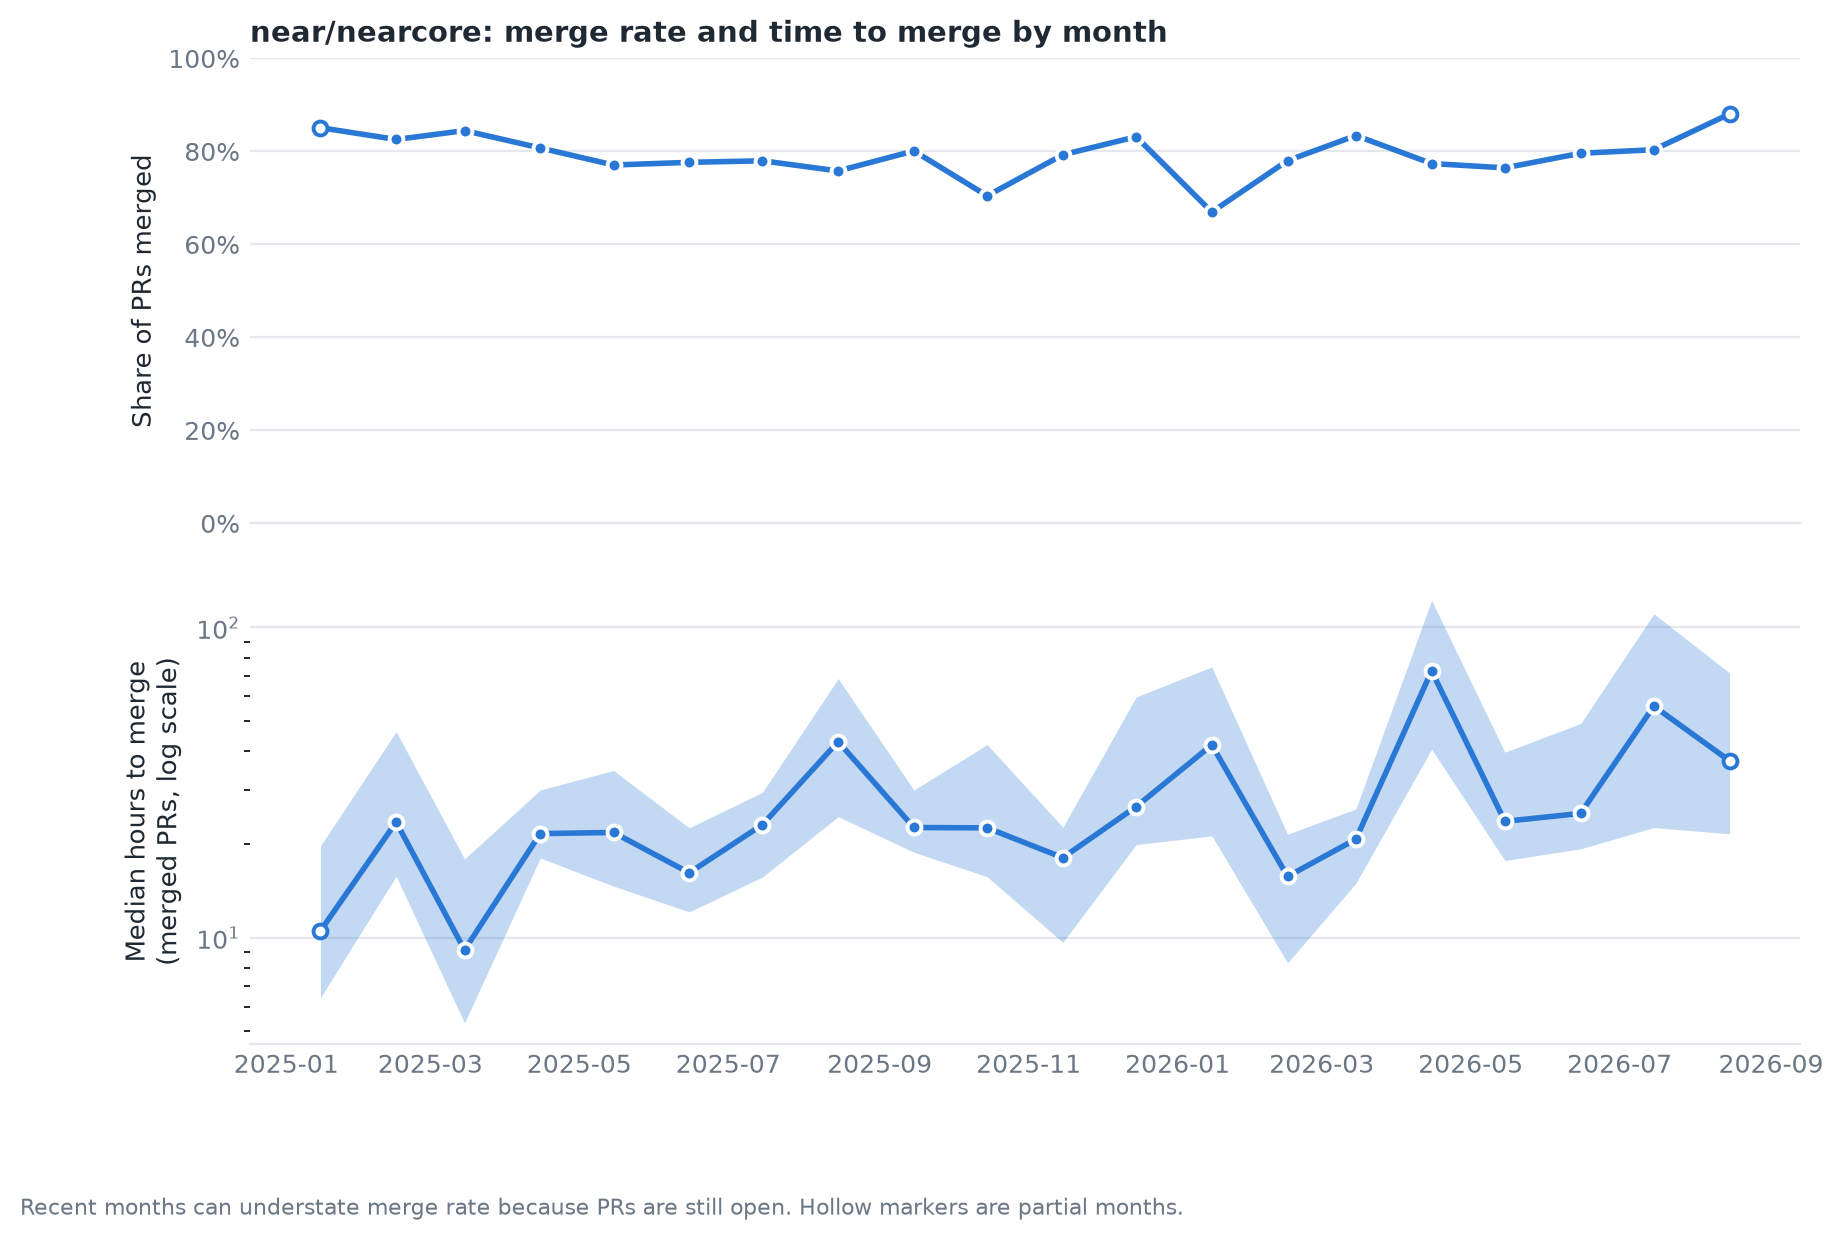 near/nearcore: merge rate and time to merge by month
100%
80%
60%
40%
20%
0%
Share of PRs merged
10²
10¹
Median hours to merge
(merged PRs, log scale)
2025-01 2025-03 2025-05 2025-07 2025-09 2025-11 2026-01 2026-03 2026-05 2026-07 2026-09
Recent months can understate merge rate because PRs are still open. Hollow markers are partial months.